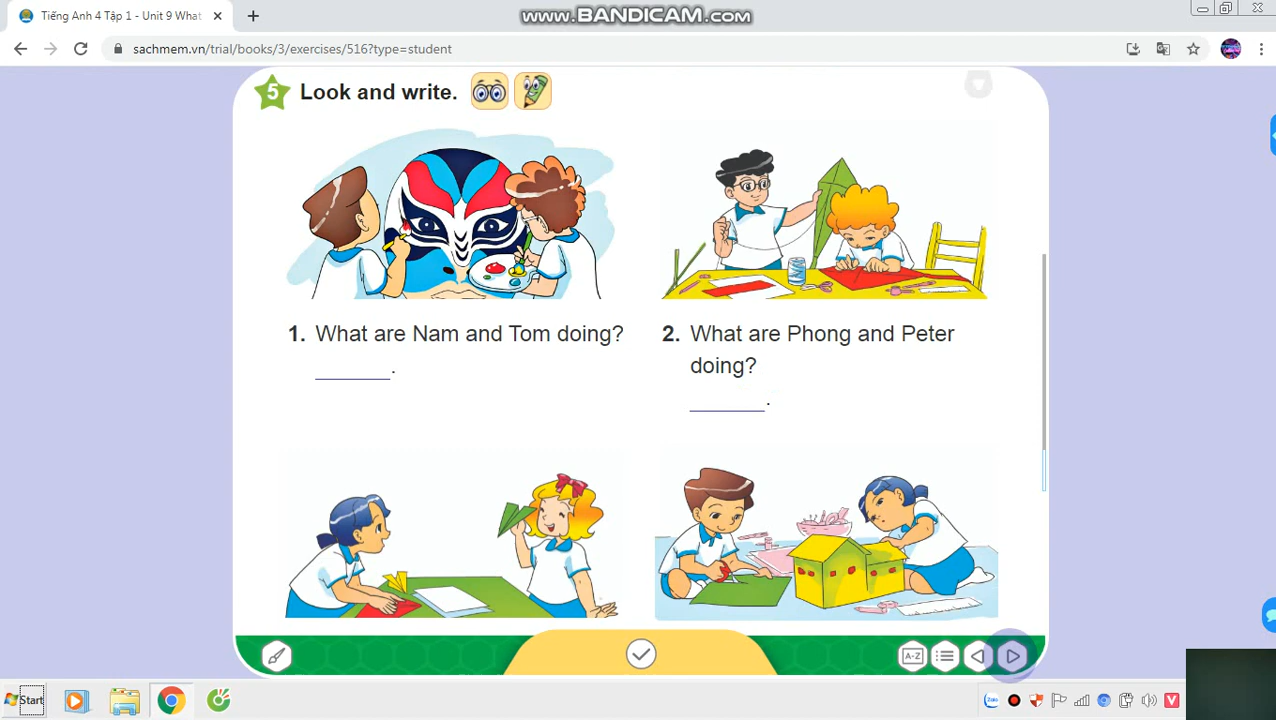 Tiếng Anh 4 Tập 1 - Unit 9 What
www.BANDICAM.com
sachmem.vn/trial/books/3/exercises/516?type=student
5 Look and write.
1. What are Nam and Tom doing?
_______.
2. What are Phong and Peter
doing?
_______.
A-Z
Start
Zalo
V